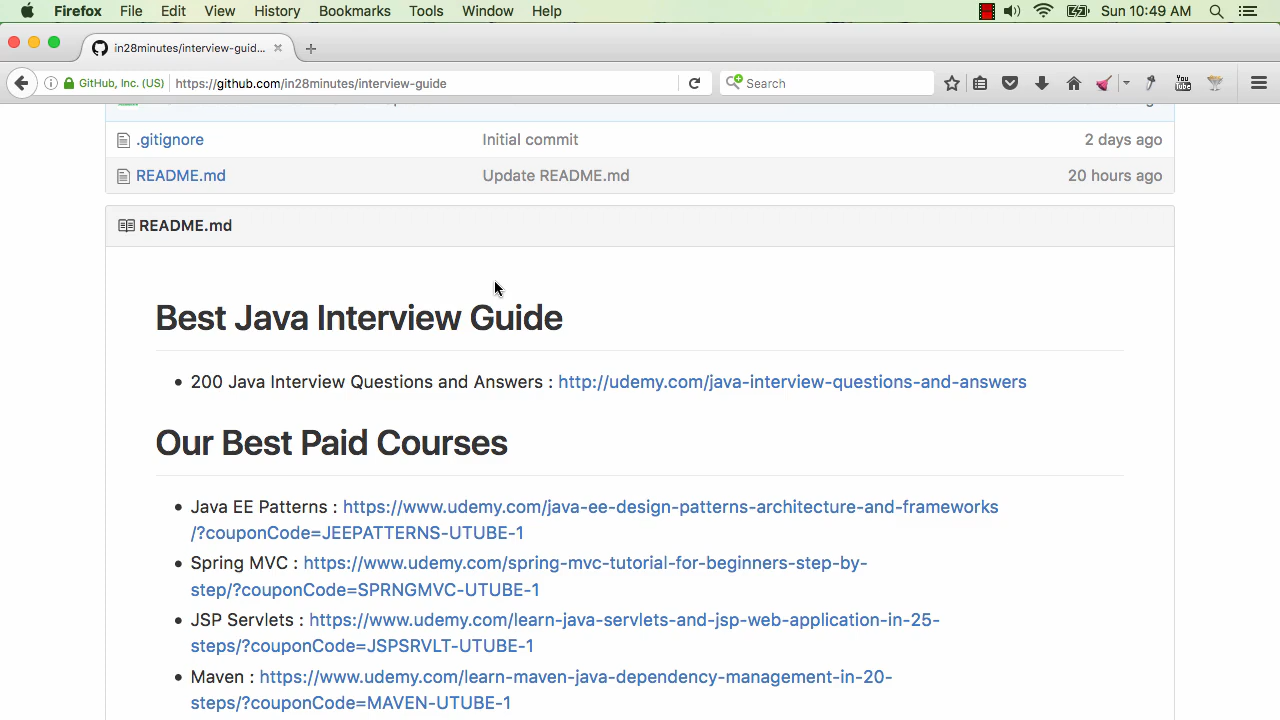 Firefox File Edit View History Bookmarks Tools Window Help Sun 10:49 AM
in28minutes/interview-guid...
GitHub, Inc. (US) https://github.com/in28minutes/interview-guide Search
You Tube
.gitignore Initial commit 2 days ago
README.md Update README.md 20 hours ago
README.md
Best Java Interview Guide
• 200 Java Interview Questions and Answers : http://udemy.com/java-interview-questions-and-answers
Our Best Paid Courses
• Java EE Patterns : https://www.udemy.com/java-ee-design-patterns-architecture-and-frameworks
/?couponCode=JEEPATTERNS-UTUBE-1
• Spring MVC : https://www.udemy.com/spring-mvc-tutorial-for-beginners-step-by-
step/?couponCode=SPRNGMVC-UTUBE-1
• JSP Servlets : https://www.udemy.com/learn-java-servlets-and-jsp-web-application-in-25-
steps/?couponCode=JSPSRVLT-UTUBE-1
• Maven : https://www.udemy.com/learn-maven-java-dependency-management-in-20-
steps/?couponCode=MAVEN-UTUBE-1